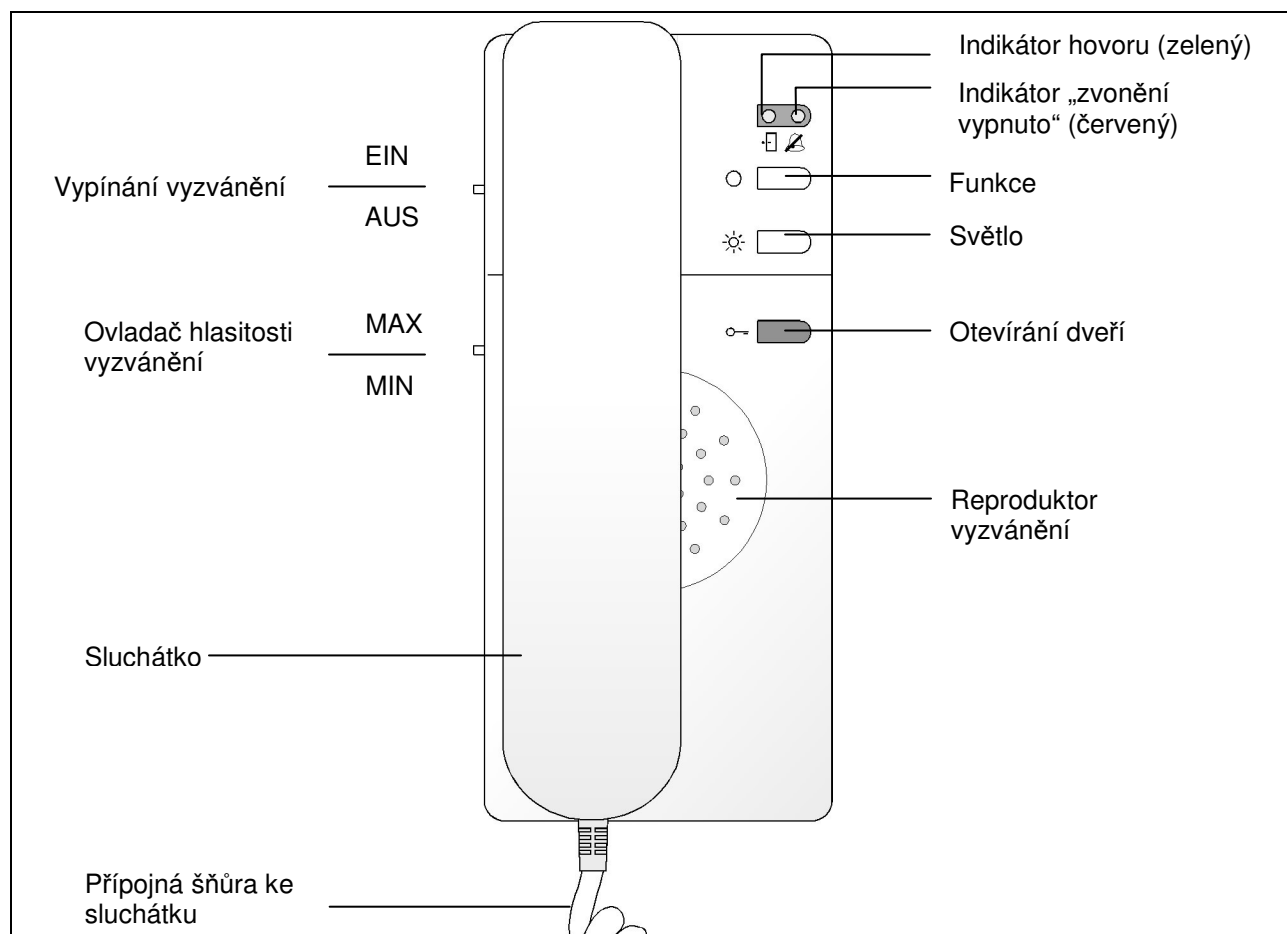 Indikátor hovoru (zelený)
Indikátor „zvonění
vypnuto“ (červený)
Funkce
Světlo
Otevírání dveří
Reproduktor
vyzvánění
Vypínání vyzvánění
EIN
AUS
Ovladač hlasitosti
vyzvánění
MAX
MIN
Sluchátko
Přípojná šňůra ke
sluchátku